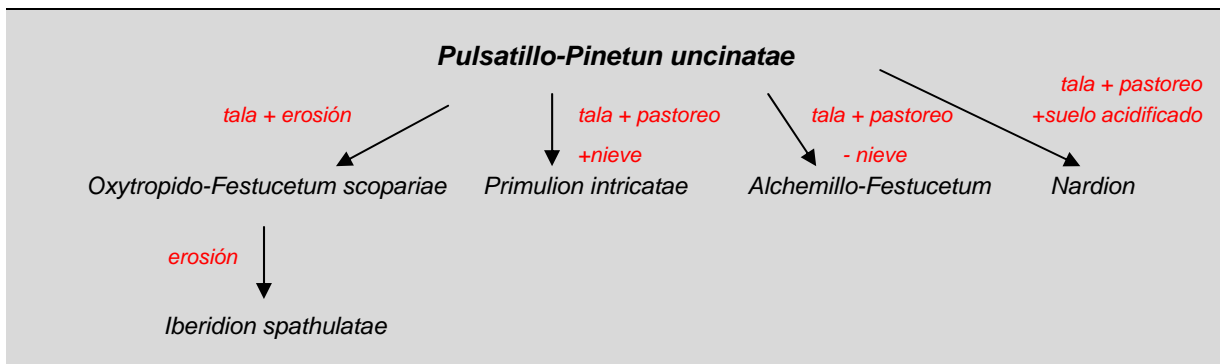 Pulsatillo-Pinetun uncinatae
tala + pastoreo
+suelo acidificado
tala + erosión
tala + pastoreo
+nieve
tala + pastoreo
- nieve
Oxytropido-Festucetum scopariae
Primulion intricatae
Alchemillo-Festucetum
Nardion
erosión
Iberidion spathulatae